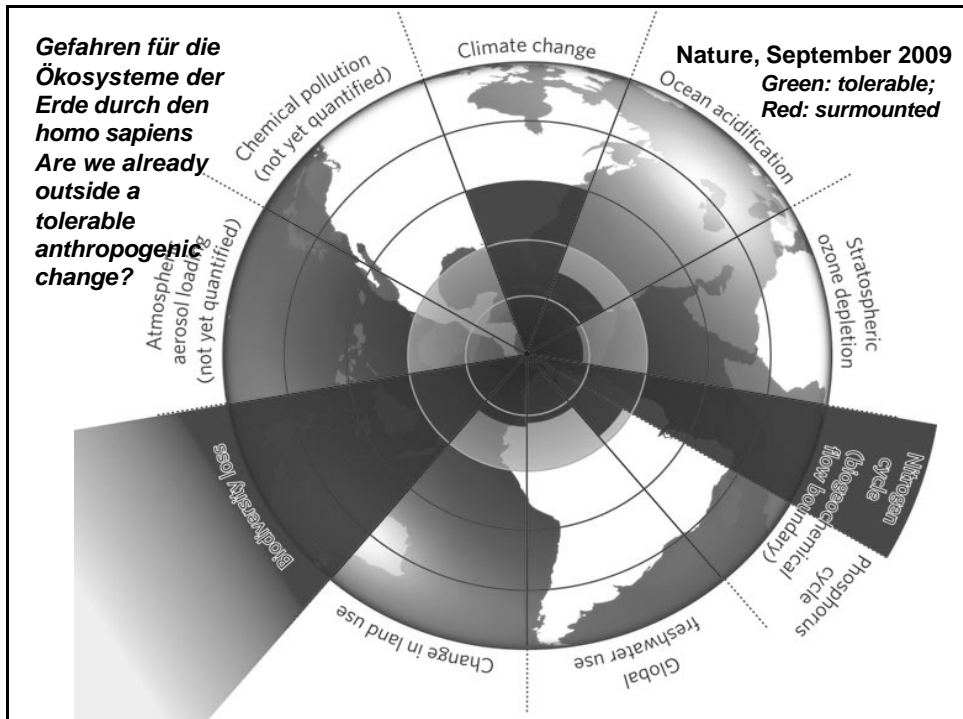 Gefahren für die
Ökosysteme der
Erde durch den
homo sapiens
Are we already
outside a
tolerable
anthropogenic
change?
Nature, September 2009
Green: tolerable;
Red: surmounted
Climate change
Ocean acidification
Stratospheric
ozone depletion
Nitrogen
cycle
(biogeochemical
flow boundary)
Phosphorus
cycle
Global
freshwater use
Change in land use
Biodiversity loss
Atmospheric
aerosol loading
(not yet quantified)
Chemical pollution
(not yet quantified)